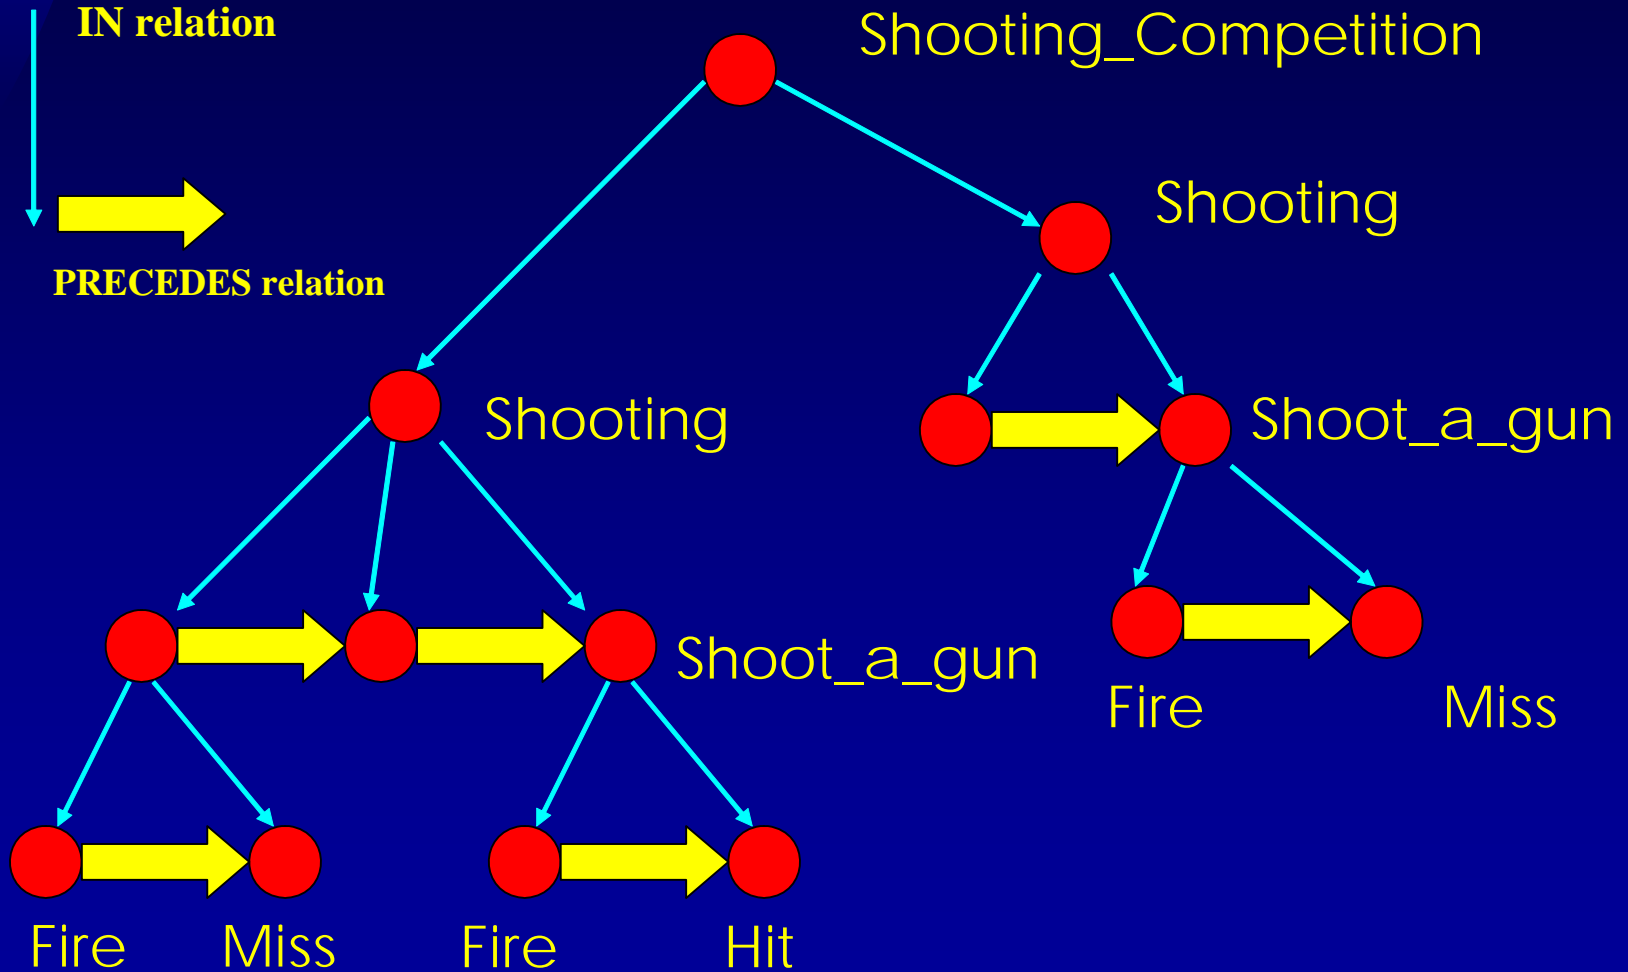 IN relation
Shooting_Competition
Shooting
PRECEDES relation
Shooting
Shoot_a_gun
Shoot_a_gun
Fire
Miss
Fire
Miss
Fire
Hit